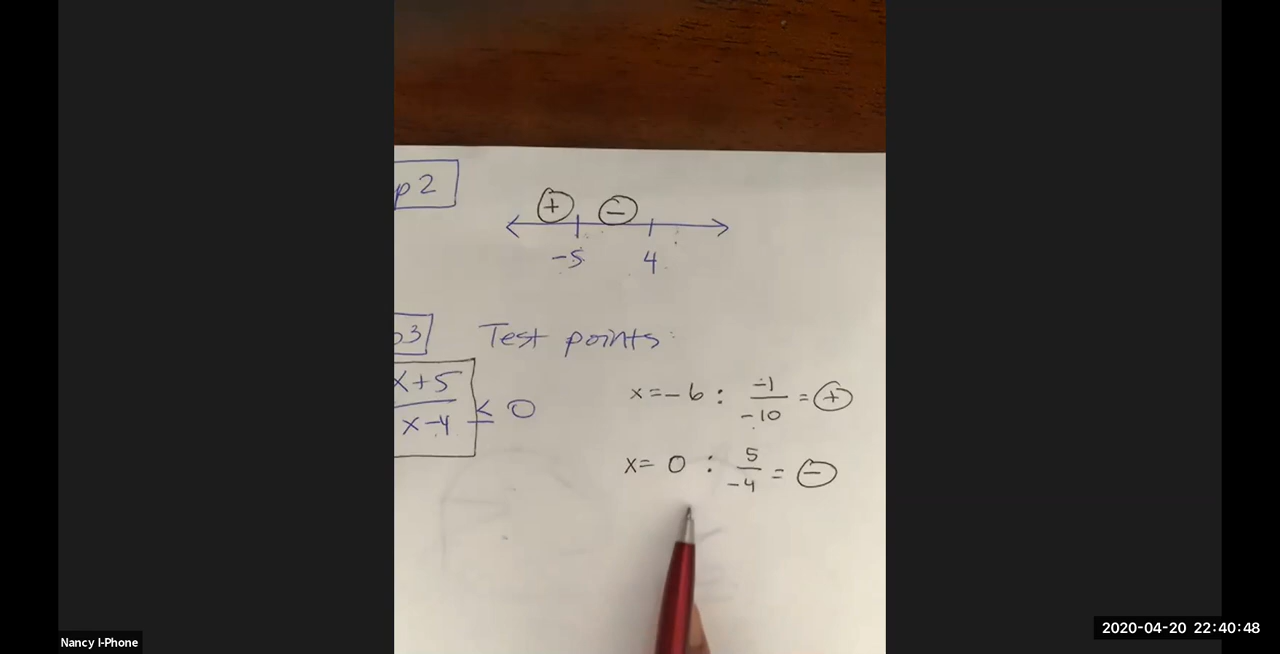 p2
+ −
-5 4
p3
Test points:
x+5
x-4
≤ 0
x=-6 : -1/-10 = +
x= 0 : 5/-4 = −
Nancy I-Phone
2020-04-20 22:40:48